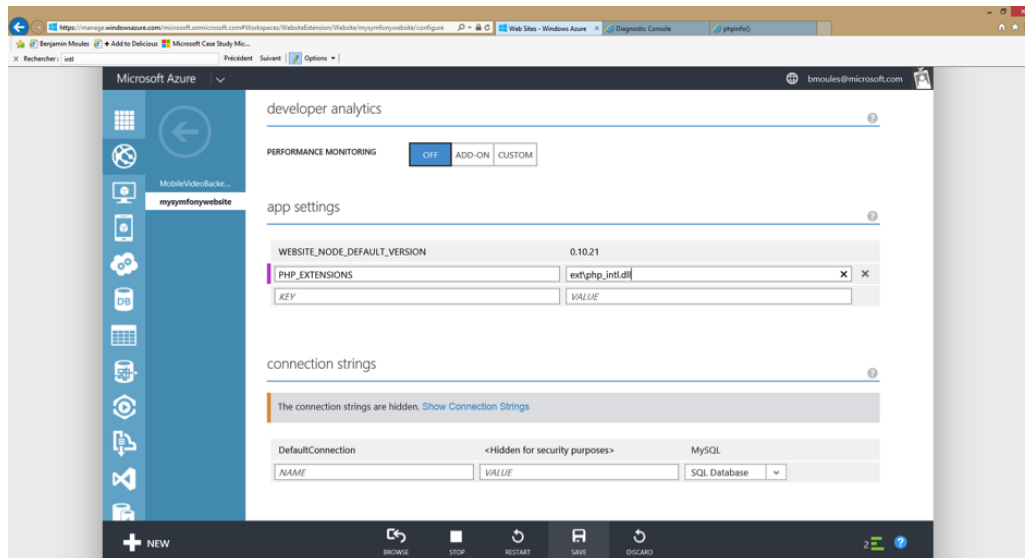 https://manage.windowsazure.com/microsoft.onmicrosoft.com#Workspaces/WebsiteExtension/Website/mysymfonywebsite/configure
Web Sites - Windows Azure
Diagnostic Console
phpinfo()
Benjamin Moules
Add to Delicious
Microsoft Case Study Mic...
Rechercher: intl
Précédent Suivant Options
Microsoft Azure
bmoules@microsoft.com
developer analytics
PERFORMANCE MONITORING OFF ADD-ON CUSTOM
MobileVideoBacke...
mysymfonywebsite
app settings
WEBSITE_NODE_DEFAULT_VERSION 0.10.21
PHP_EXTENSIONS ext\php_intl.dll
KEY VALUE
DB
connection strings
The connection strings are hidden. Show Connection Strings
DefaultConnection <Hidden for security purposes> MySQL
NAME VALUE SQL Database
NEW
BROWSE STOP RESTART SAVE DISCARD
2